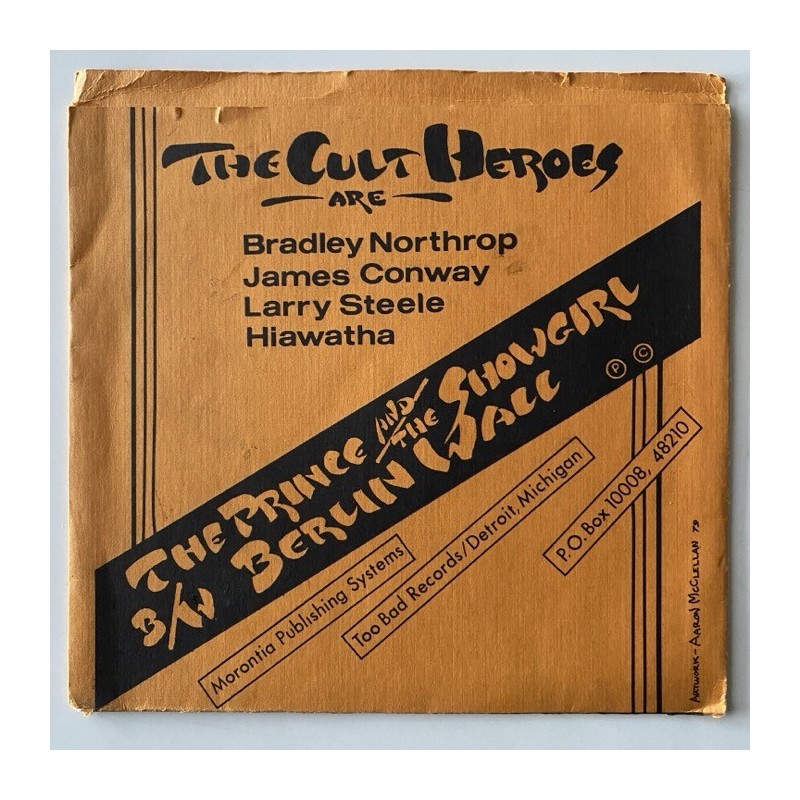 THE CULT HEROES
ARE
Bradley Northrop
James Conway
Larry Steele
Hiawatha
THE PRINCE AND THE SHOWGIRL
B/W BERLIN WALL
Ⓟ ©
Morontia Publishing Systems
Too Bad Records/Detroit, Michigan
P.O. Box 10008, 48210
ARTWORK - AARON MCCLELLAN 79